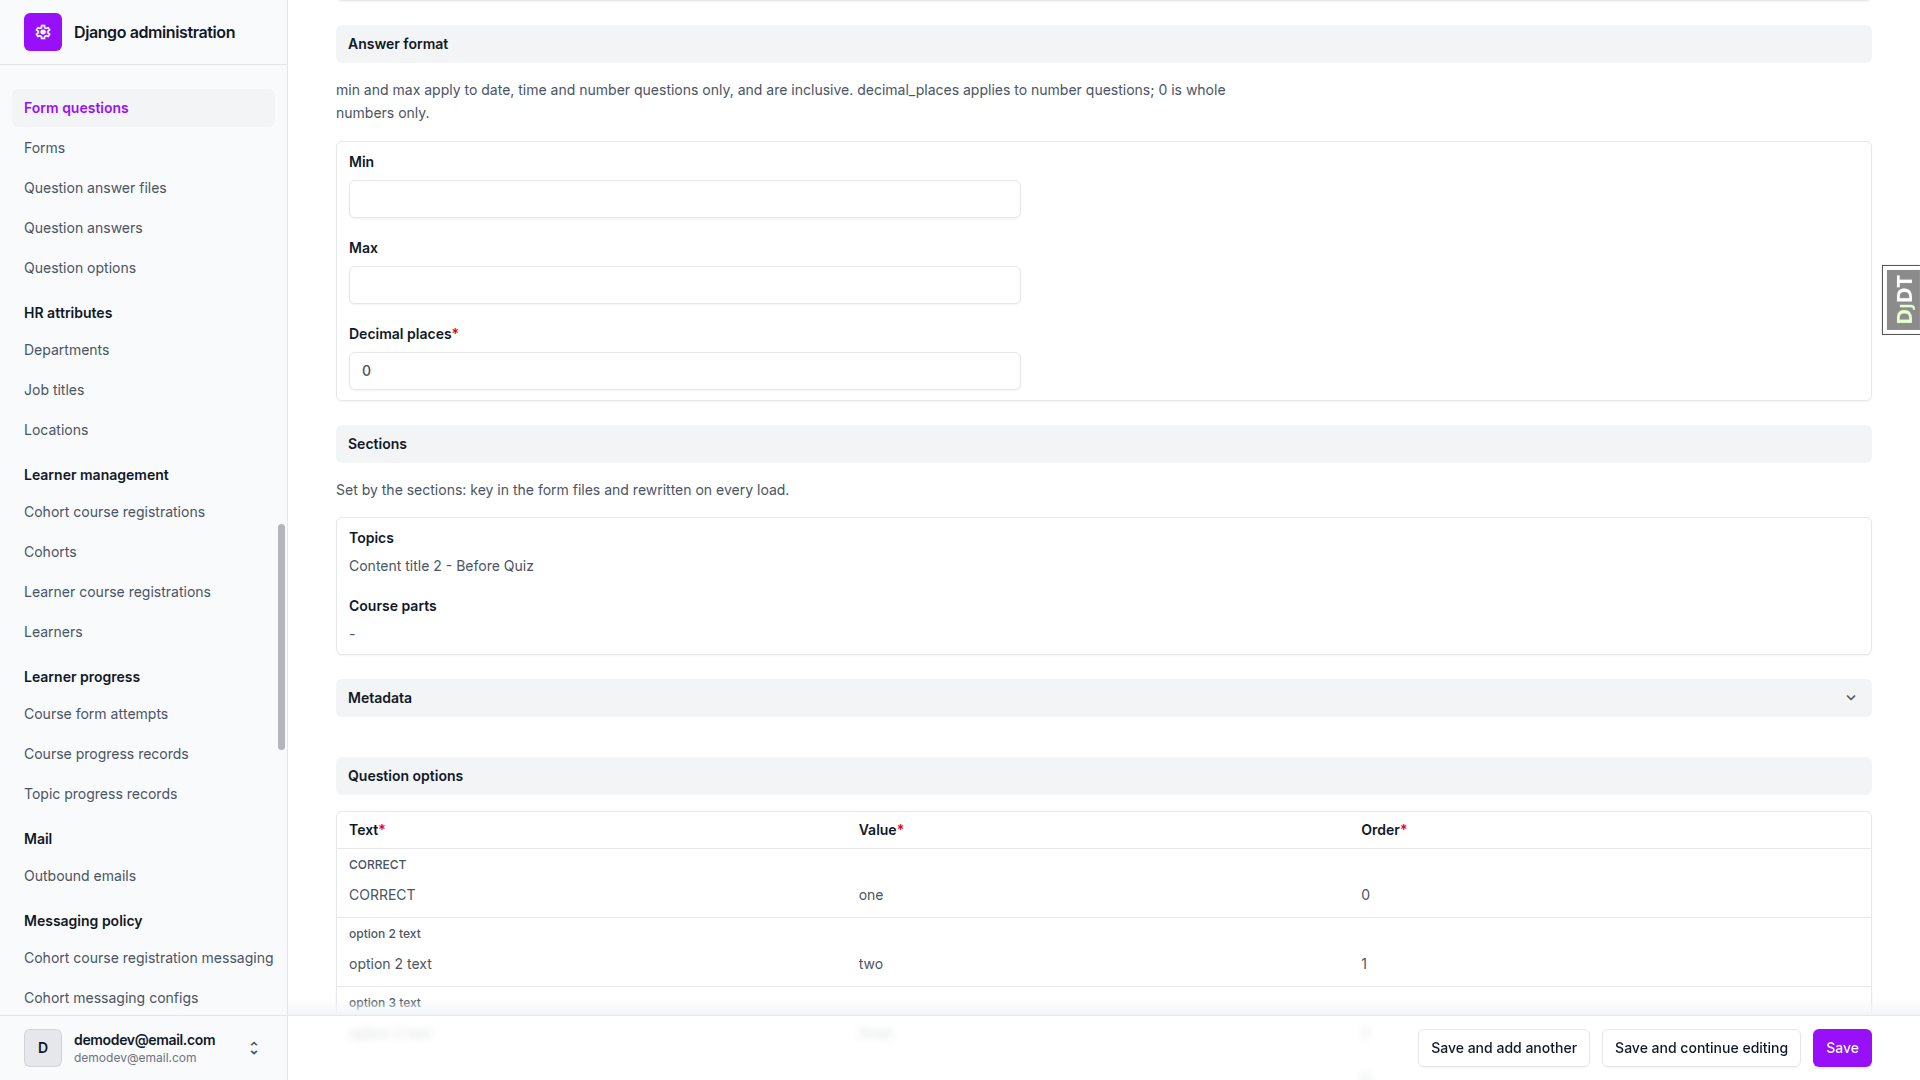 Django administration
Form questions
Forms
Question answer files
Question answers
Question options
HR attributes
Departments
Job titles
Locations
Learner management
Cohort course registrations
Cohorts
Learner course registrations
Learners
Learner progress
Course form attempts
Course progress records
Topic progress records
Mail
Outbound emails
Messaging policy
Cohort course registration messaging
Cohort messaging configs
D
demodev@email.com
demodev@email.com
Answer format
min and max apply to date, time and number questions only, and are inclusive. decimal_places applies to number questions; 0 is whole
numbers only.
Min
Max
Decimal places*
0
Sections
Set by the sections: key in the form files and rewritten on every load.
Topics
Content title 2 - Before Quiz
Course parts
-
Metadata
Question options
Text* Value* Order*
CORRECT
CORRECT one 0
option 2 text
option 2 text two 1
option 3 text
Save and add another Save and continue editing Save
DjDT